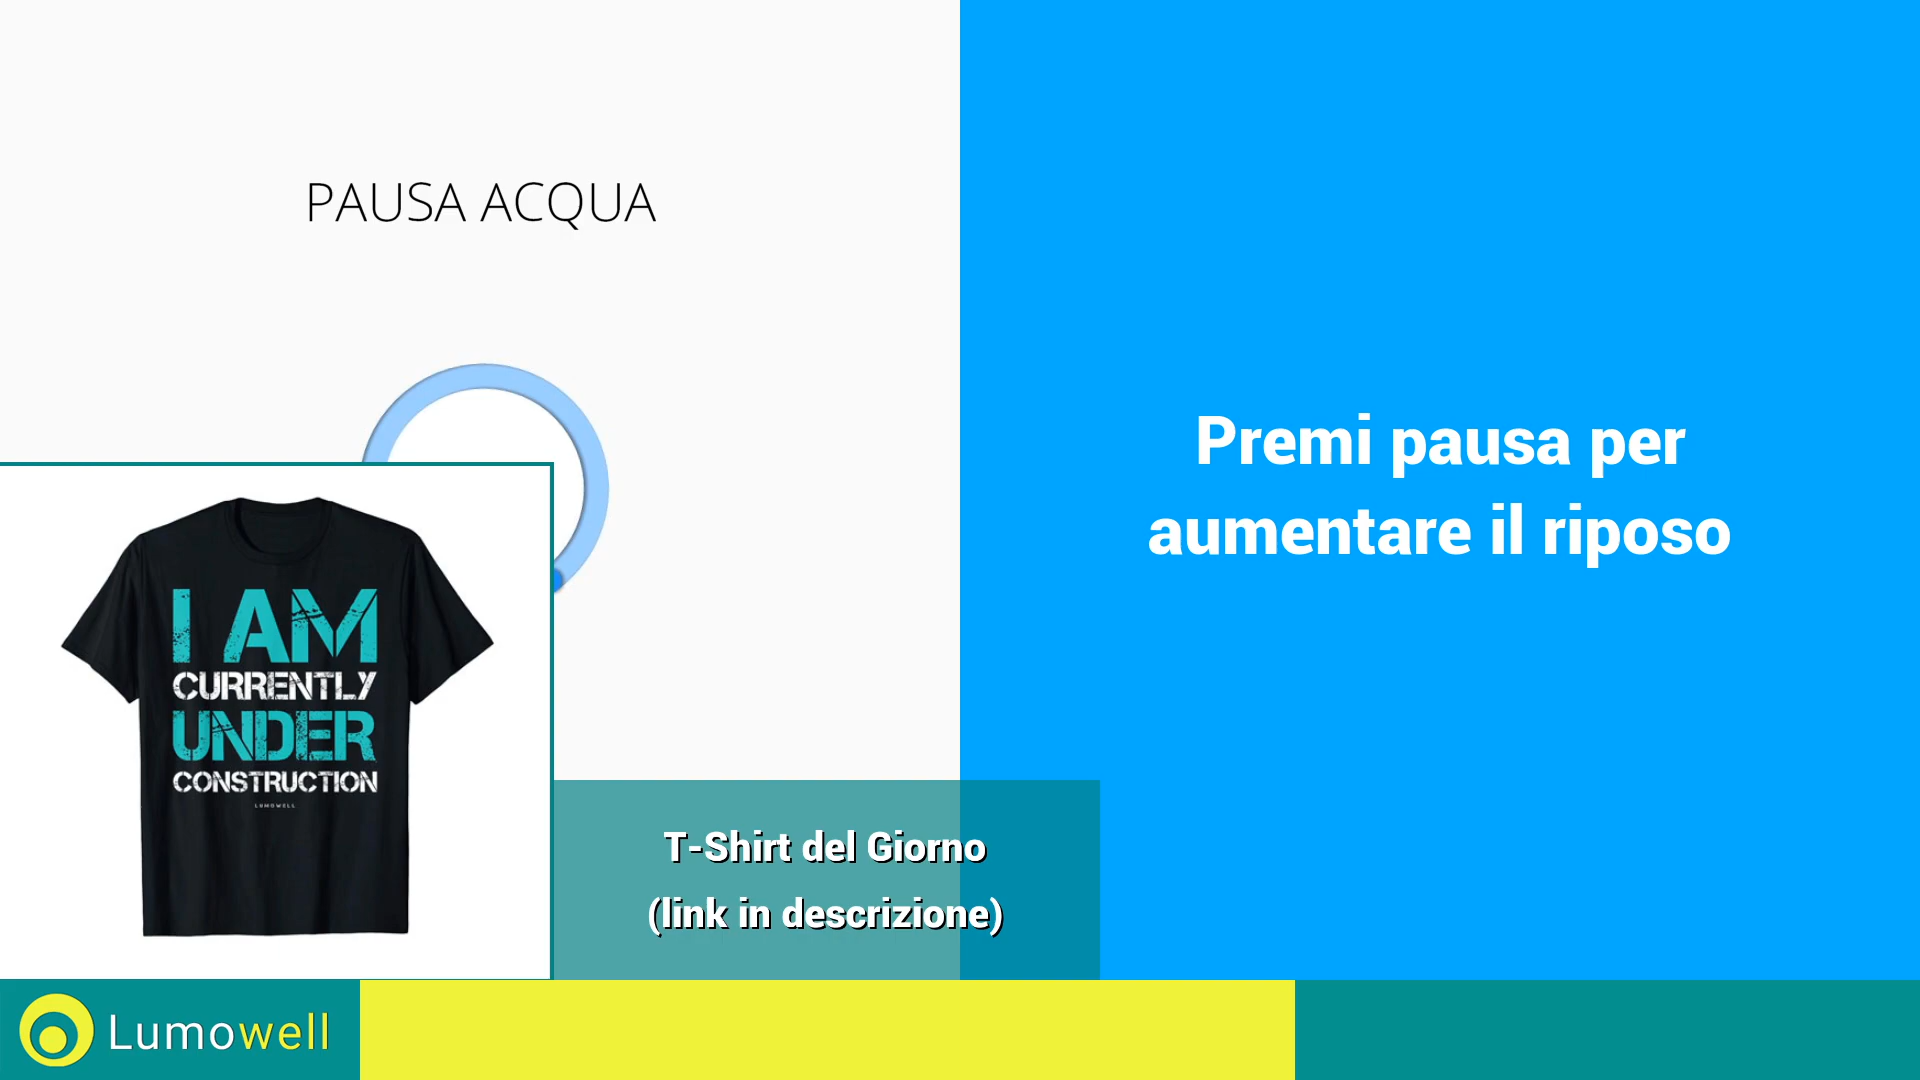 PAUSA ACQUA
Premi pausa per
aumentare il riposo
I AM
CURRENTLY
UNDER
CONSTRUCTION
LUMOWELL
T-Shirt del Giorno
(link in descrizione)
Lumowell